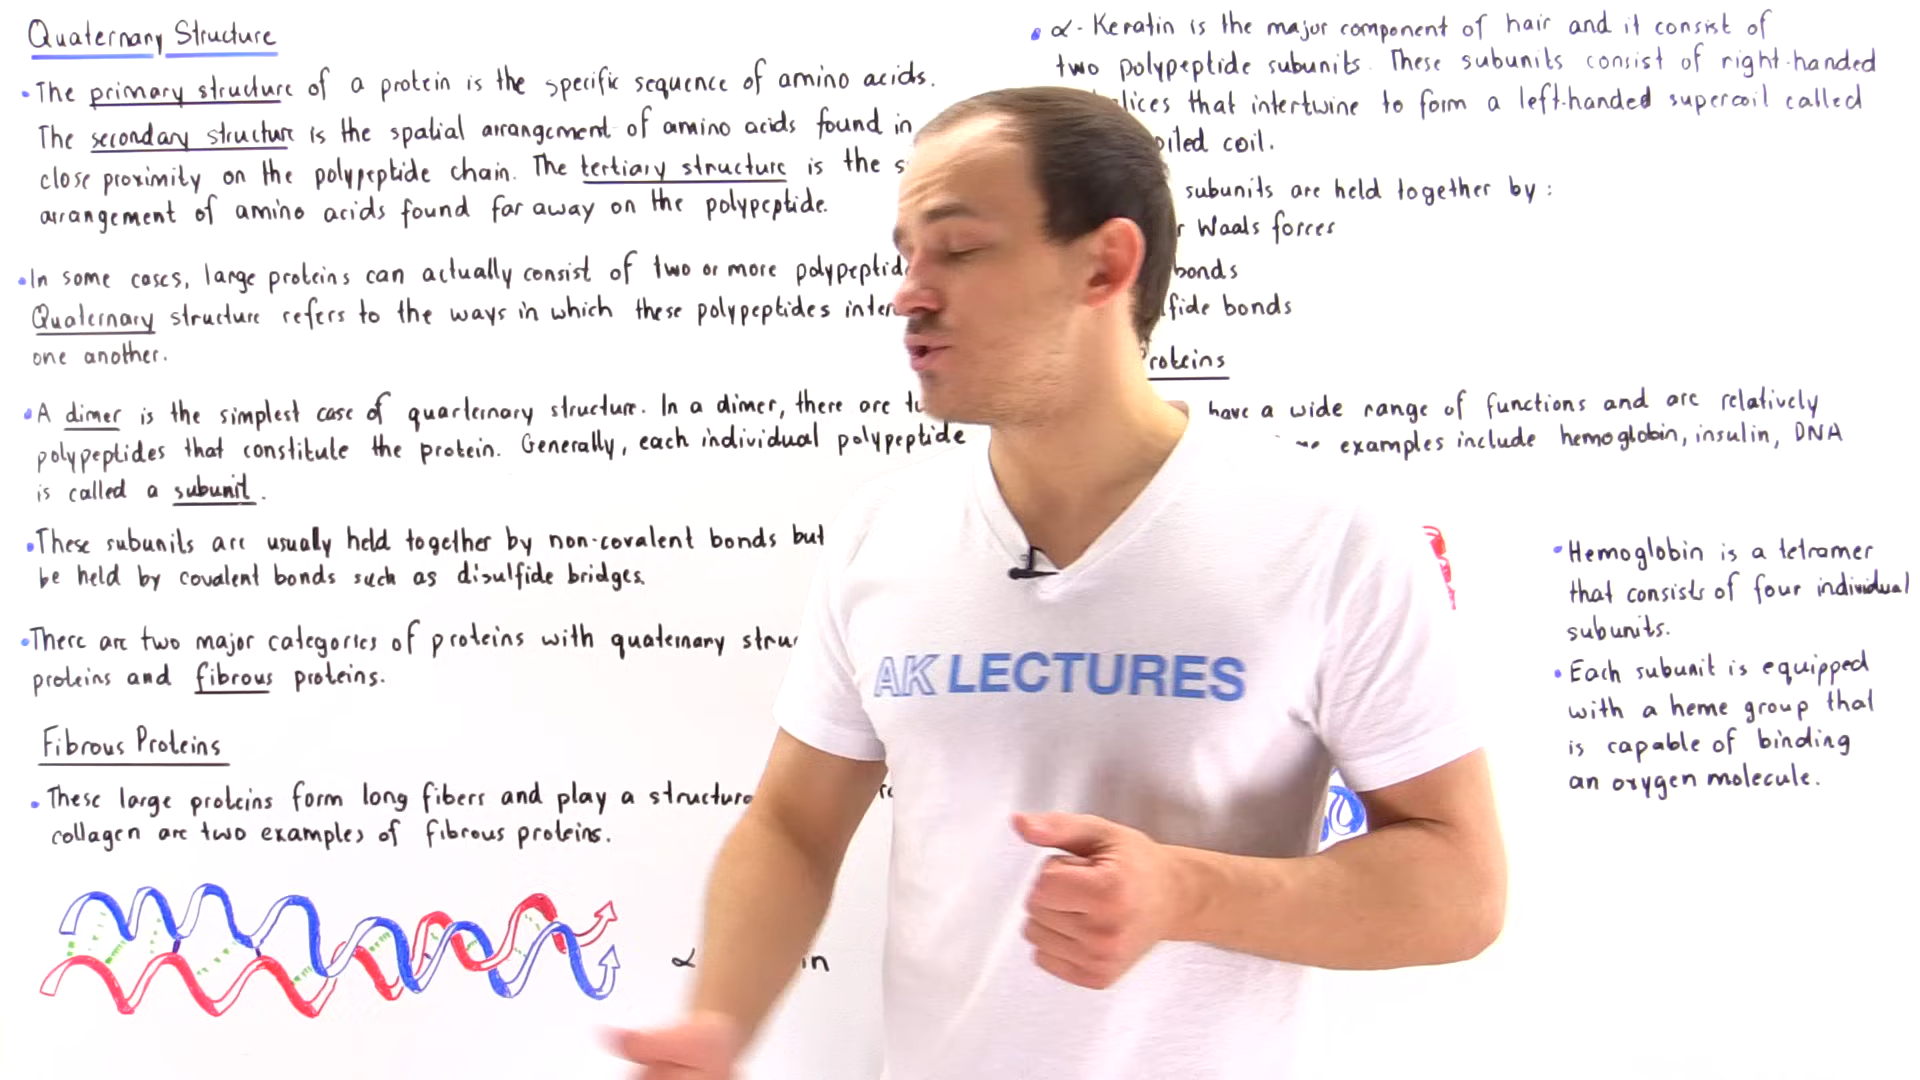 Quaternary Structure
• The primary structure of a protein is the specific sequence of amino acids.
The secondary structure is the spatial arrangement of amino acids found in
close proximity on the polypeptide chain. The tertiary structure is the
arrangement of amino acids found far away on the polypeptide.
• In some cases, large proteins can actually consist of two or more
Quaternary structure refers to the ways in which these polypeptides
one another.
• A dimer is the simplest case of quarternary structure. In a dimer, there are
polypeptides that constitute the protein. Generally, each individual polypeptide
is called a subunit.
• These subunits are usually held together by non-covalent bonds but
be held by covalent bonds such as disulfide bridges.
• There are two major categories of proteins with quaternary
proteins and fibrous proteins.
Fibrous Proteins
• These large proteins form long fibers and play a
collagen are two examples of fibrous proteins.
α
in
• α-Keratin is the major component of hair and it consist of
two polypeptide subunits. These subunits consist of right-handed
lices that intertwine to form a left-handed supercoil called
oiled coil.
subunits are held together by:
r Waals forces
bonds
fide bonds
roteins
have a wide range of functions and are relatively
examples include hemoglobin, insulin, DNA
• Hemoglobin is a tetramer
that consists of four individual
subunits.
• Each subunit is equipped
with a heme group that
is capable of binding
an oxygen molecule.
AK LECTURES